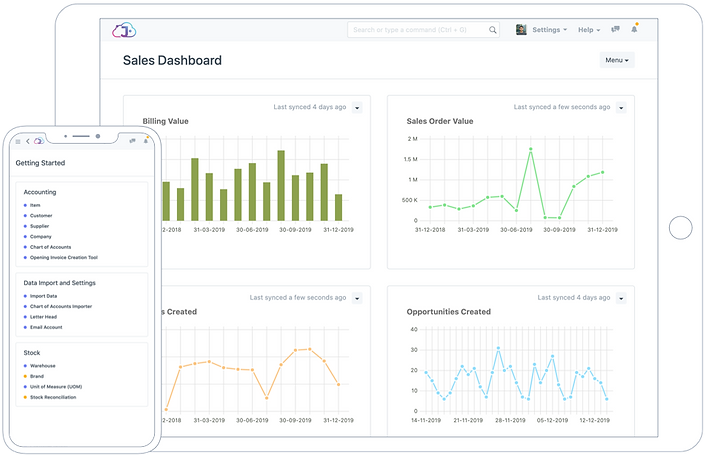 J+
Search or type a command (Ctrl + G)
Settings
Help
Sales Dashboard
Menu
Last synced 4 days ago
Billing Value
12-2018
31-03-2019
30-06-2019
30-09-2019
31-12-2019
Last synced a few seconds ago
Sales Order Value
2 M
1.5 M
1 M
500 K
0
31-12-2018
31-03-2019
30-06-2019
30-09-2019
31-12-2019
Last synced a few seconds ago
s Created
12-2018
31-03-2019
30-06-2019
30-09-2019
31-12-2019
Last synced 4 days ago
Opportunities Created
40
30
20
10
0
14-11-2019
21-11-2019
28-11-2019
05-12-2019
12-12-2019
Getting Started
Accounting
Item
Customer
Supplier
Company
Chart of Accounts
Opening Invoice Creation Tool
Data Import and Settings
Import Data
Chart of Accounts Importer
Letter Head
Email Account
Stock
Warehouse
Brand
Unit of Measure (UOM)
Stock Reconciliation